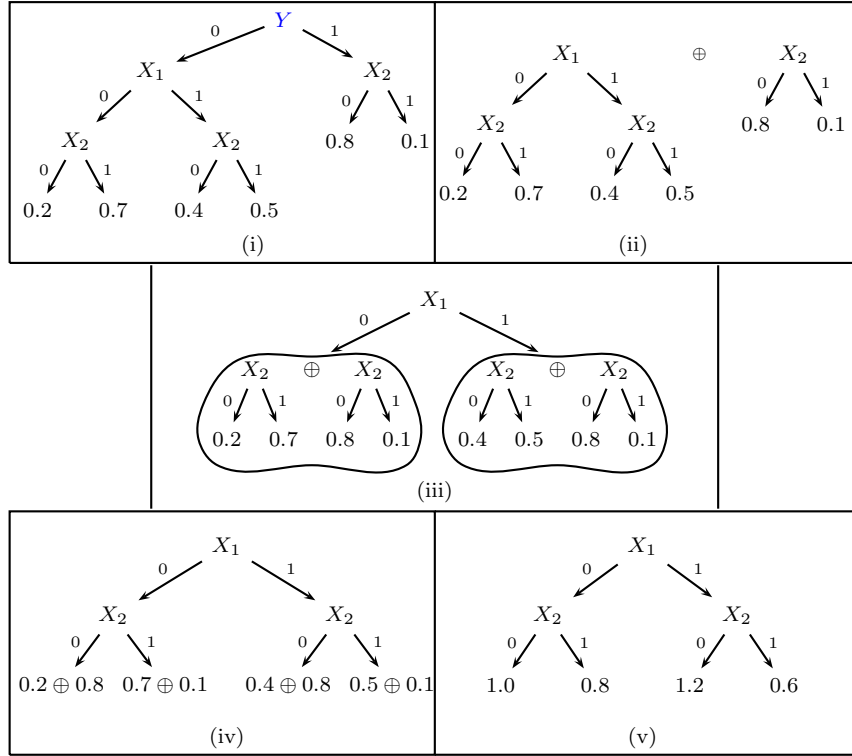 Y
0 1
X₁ X₂
0 1 0 1
X₂ X₂ 0.8 0.1
0 1 0 1
0.2 0.7 0.4 0.5
(i)
X₁ ⊕ X₂
0 1 0 1
X₂ X₂ 0.8 0.1
0 1 0 1
0.2 0.7 0.4 0.5
(ii)
X₁
0 1
X₂ ⊕ X₂ X₂ ⊕ X₂
0 1 0 1 0 1 0 1
0.2 0.7 0.8 0.1 0.4 0.5 0.8 0.1
(iii)
X₁
0 1
X₂ X₂
0 1 0 1
0.2 ⊕ 0.8 0.7 ⊕ 0.1 0.4 ⊕ 0.8 0.5 ⊕ 0.1
(iv)
X₁
0 1
X₂ X₂
0 1 0 1
1.0 0.8 1.2 0.6
(v)